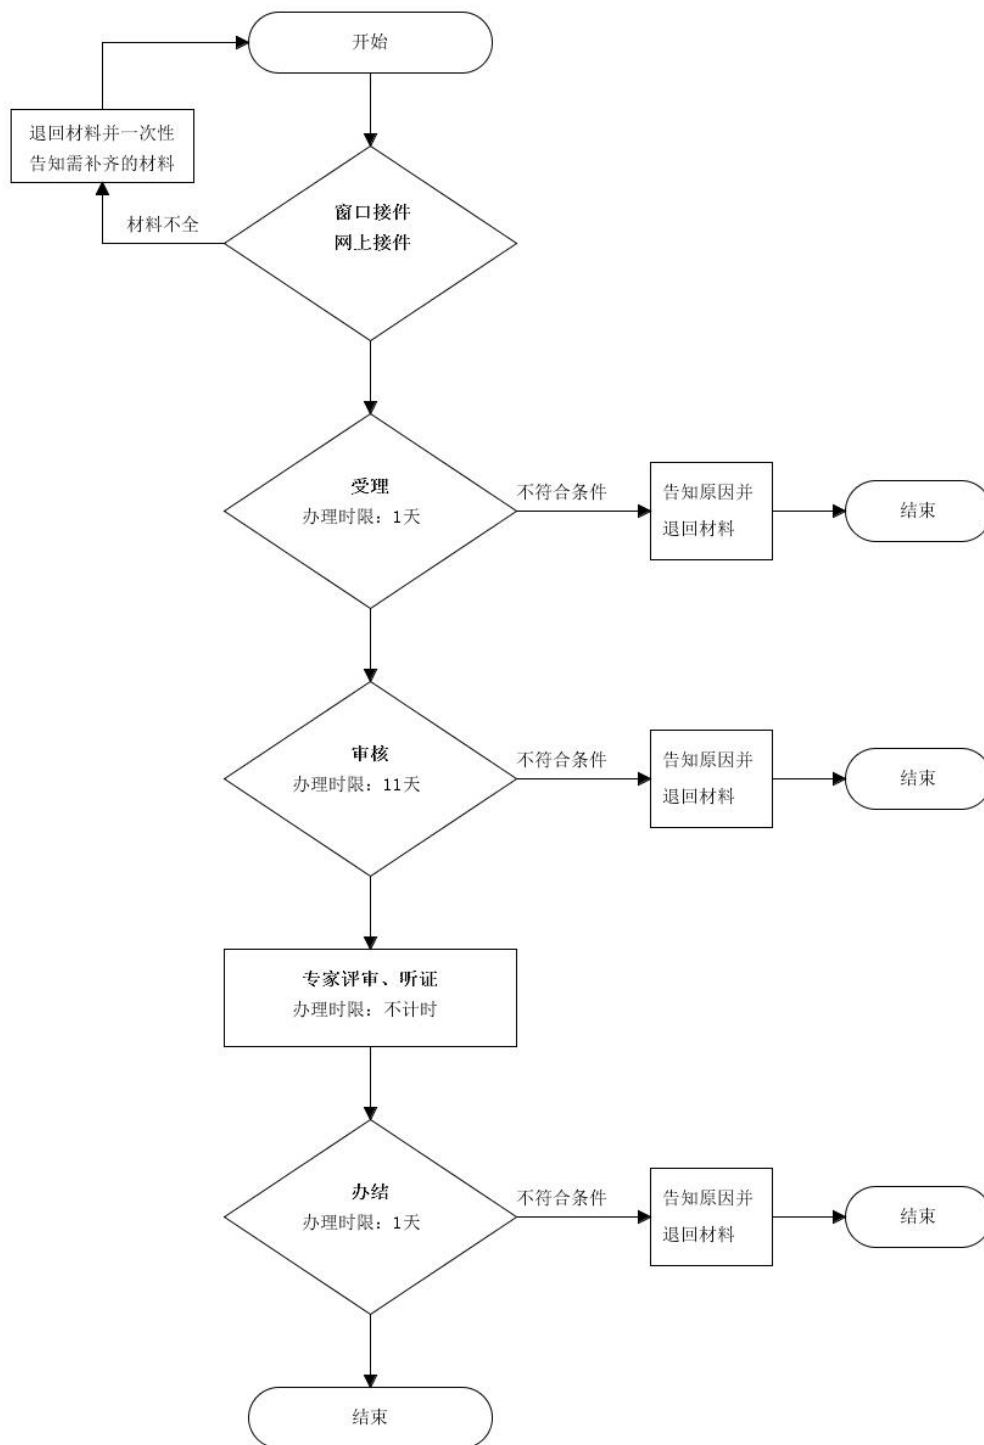 开始
退回材料并一次性
告知需补齐的材料
材料不全
窗口接件
网上接件
受理
办理时限：1天
不符合条件
告知原因并
退回材料
结束
审核
办理时限：11天
不符合条件
告知原因并
退回材料
结束
专家评审、听证
办理时限：不计时
办结
办理时限：1天
不符合条件
告知原因并
退回材料
结束
结束